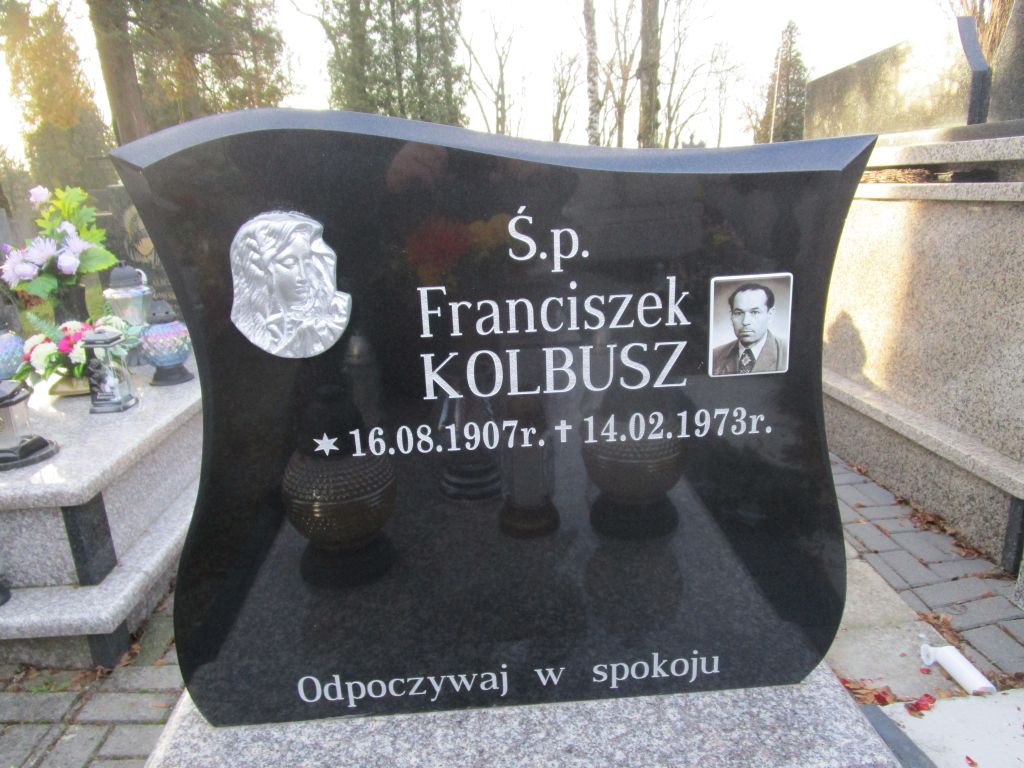 Ś.p.
Franciszek
KOLBUSZ
* 16.08.1907r. ✝ 14.02.1973r.
Odpoczywaj w spokoju